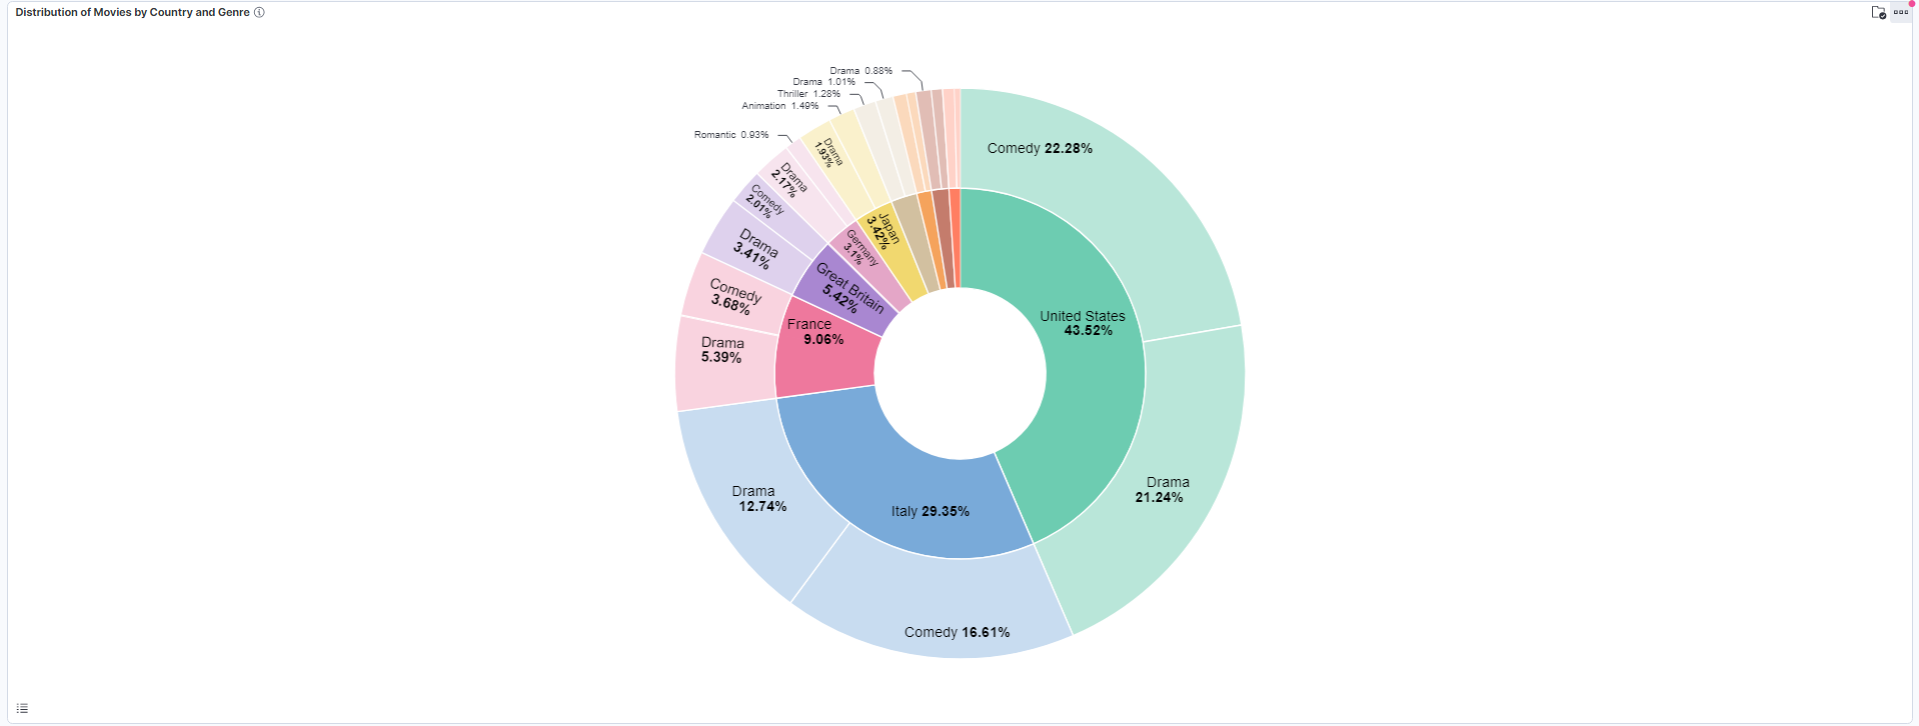 Distribution of Movies by Country and Genre
Drama 0.88%
Drama 1.01%
Thriller 1.28%
Animation 1.49%
Romantic 0.93%
Drama
1.93%
Drama
2.17%
Comedy
2.01%
Drama
3.41%
Comedy
3.68%
Drama
5.39%
Drama
12.74%
Comedy 16.61%
Drama
21.24%
Comedy 22.28%
United States
43.52%
Italy 29.35%
France
9.06%
Great Britain
5.42%
Germany
3.1%
Japan
3.42%